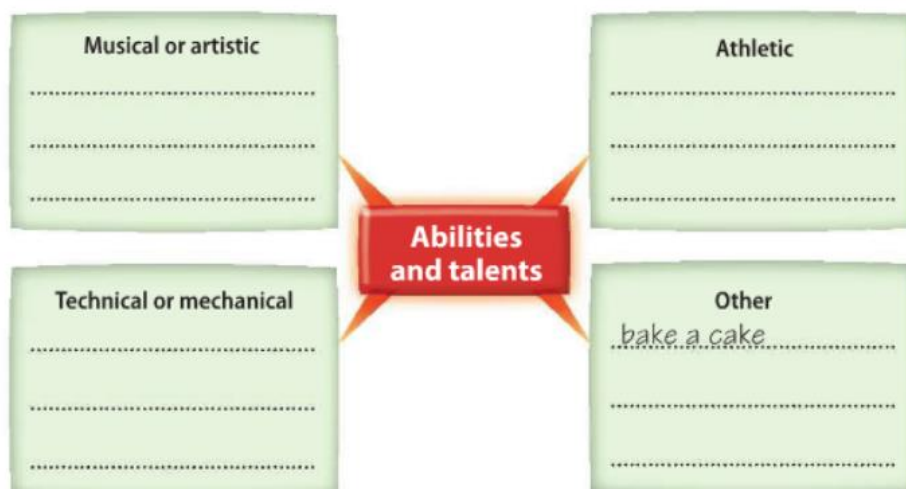 Musical or artistic
Athletic
Abilities
and talents
Technical or mechanical
Other
bake a cake